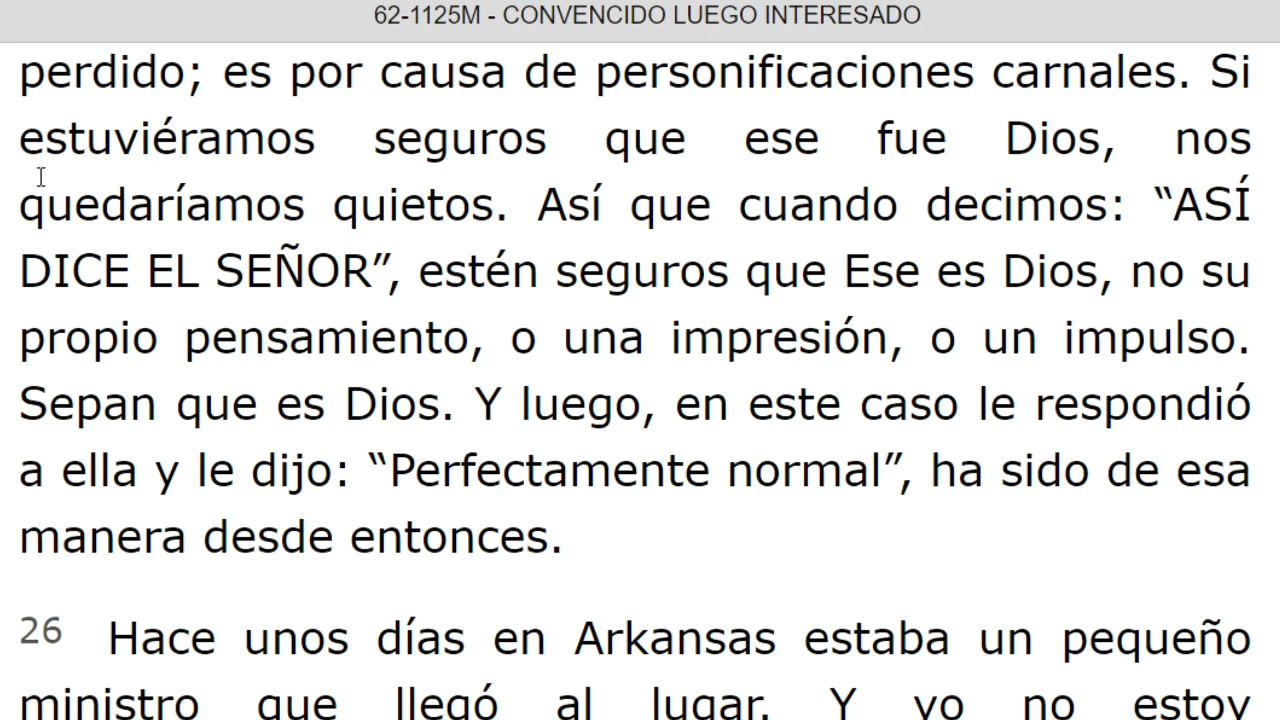 62-1125M - CONVENCIDO LUEGO INTERESADO
perdido; es por causa de personificaciones carnales. Si
estuviéramos seguros que ese fue Dios, nos
quedaríamos quietos. Así que cuando decimos: “ASÍ
DICE EL SEÑOR”, estén seguros que Ese es Dios, no su
propio pensamiento, o una impresión, o un impulso.
Sepan que es Dios. Y luego, en este caso le respondió
a ella y le dijo: “Perfectamente normal”, ha sido de esa
manera desde entonces.
26 Hace unos días en Arkansas estaba un pequeño
ministro que llegó al lugar. Y yo no estoy